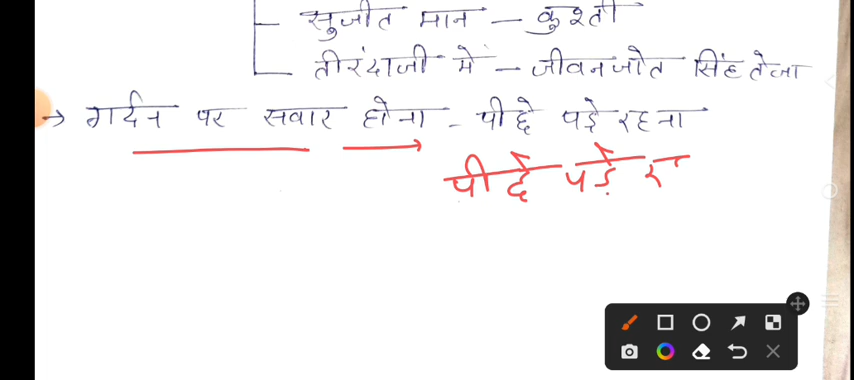 सुजीत मान - कुश्ती
तीरंदाजी में - जीवनजोत सिंह तेजा
→ गर्दन पर सवार होना - पीछे पड़े रहना
पीछे पड़े र